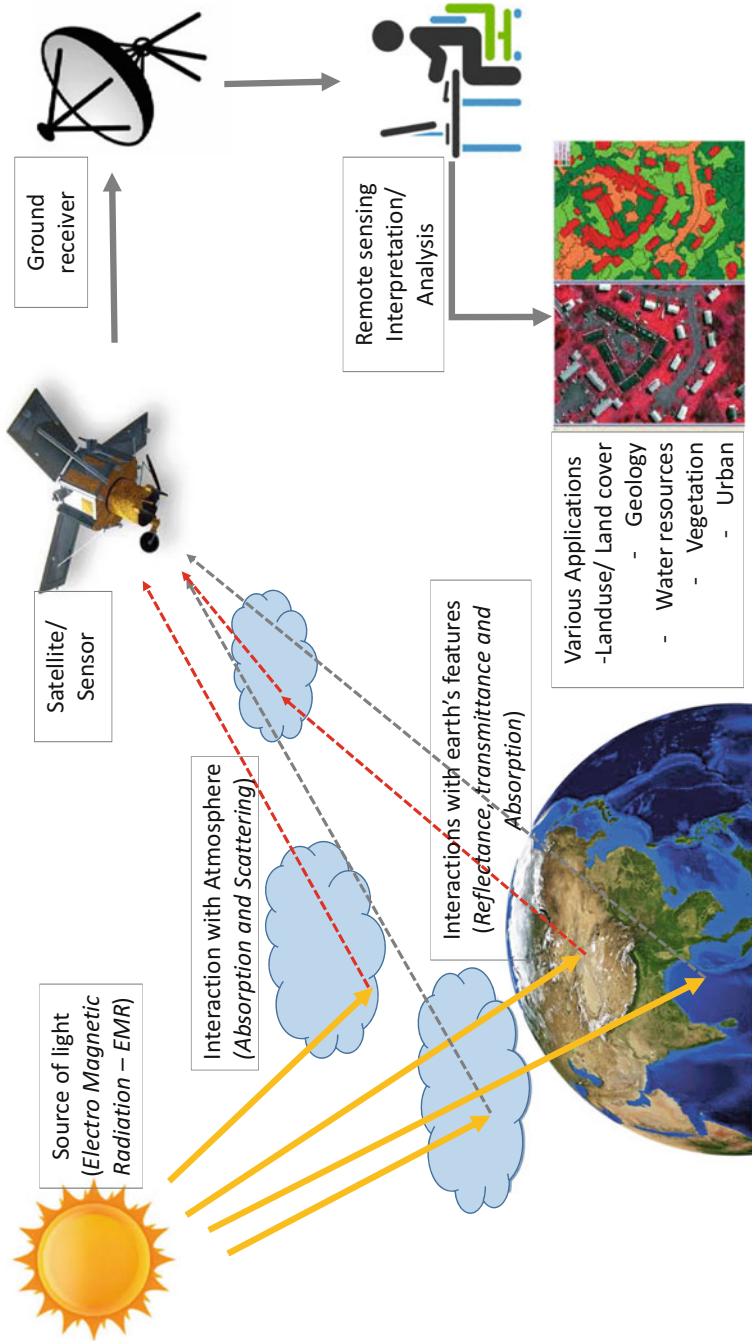 Source of light
(Electro Magnetic
Radiation – EMR)
Interaction with Atmosphere
(Absorption and Scattering)
Satellite/
Sensor
Ground
receiver
Interactions with earth's features
(Reflectance, transmittance and
Absorption)
Remote sensing
Interpretation/
Analysis
Various Applications
-Landuse/ Land cover
- Geology
- Water resources
- Vegetation
- Urban